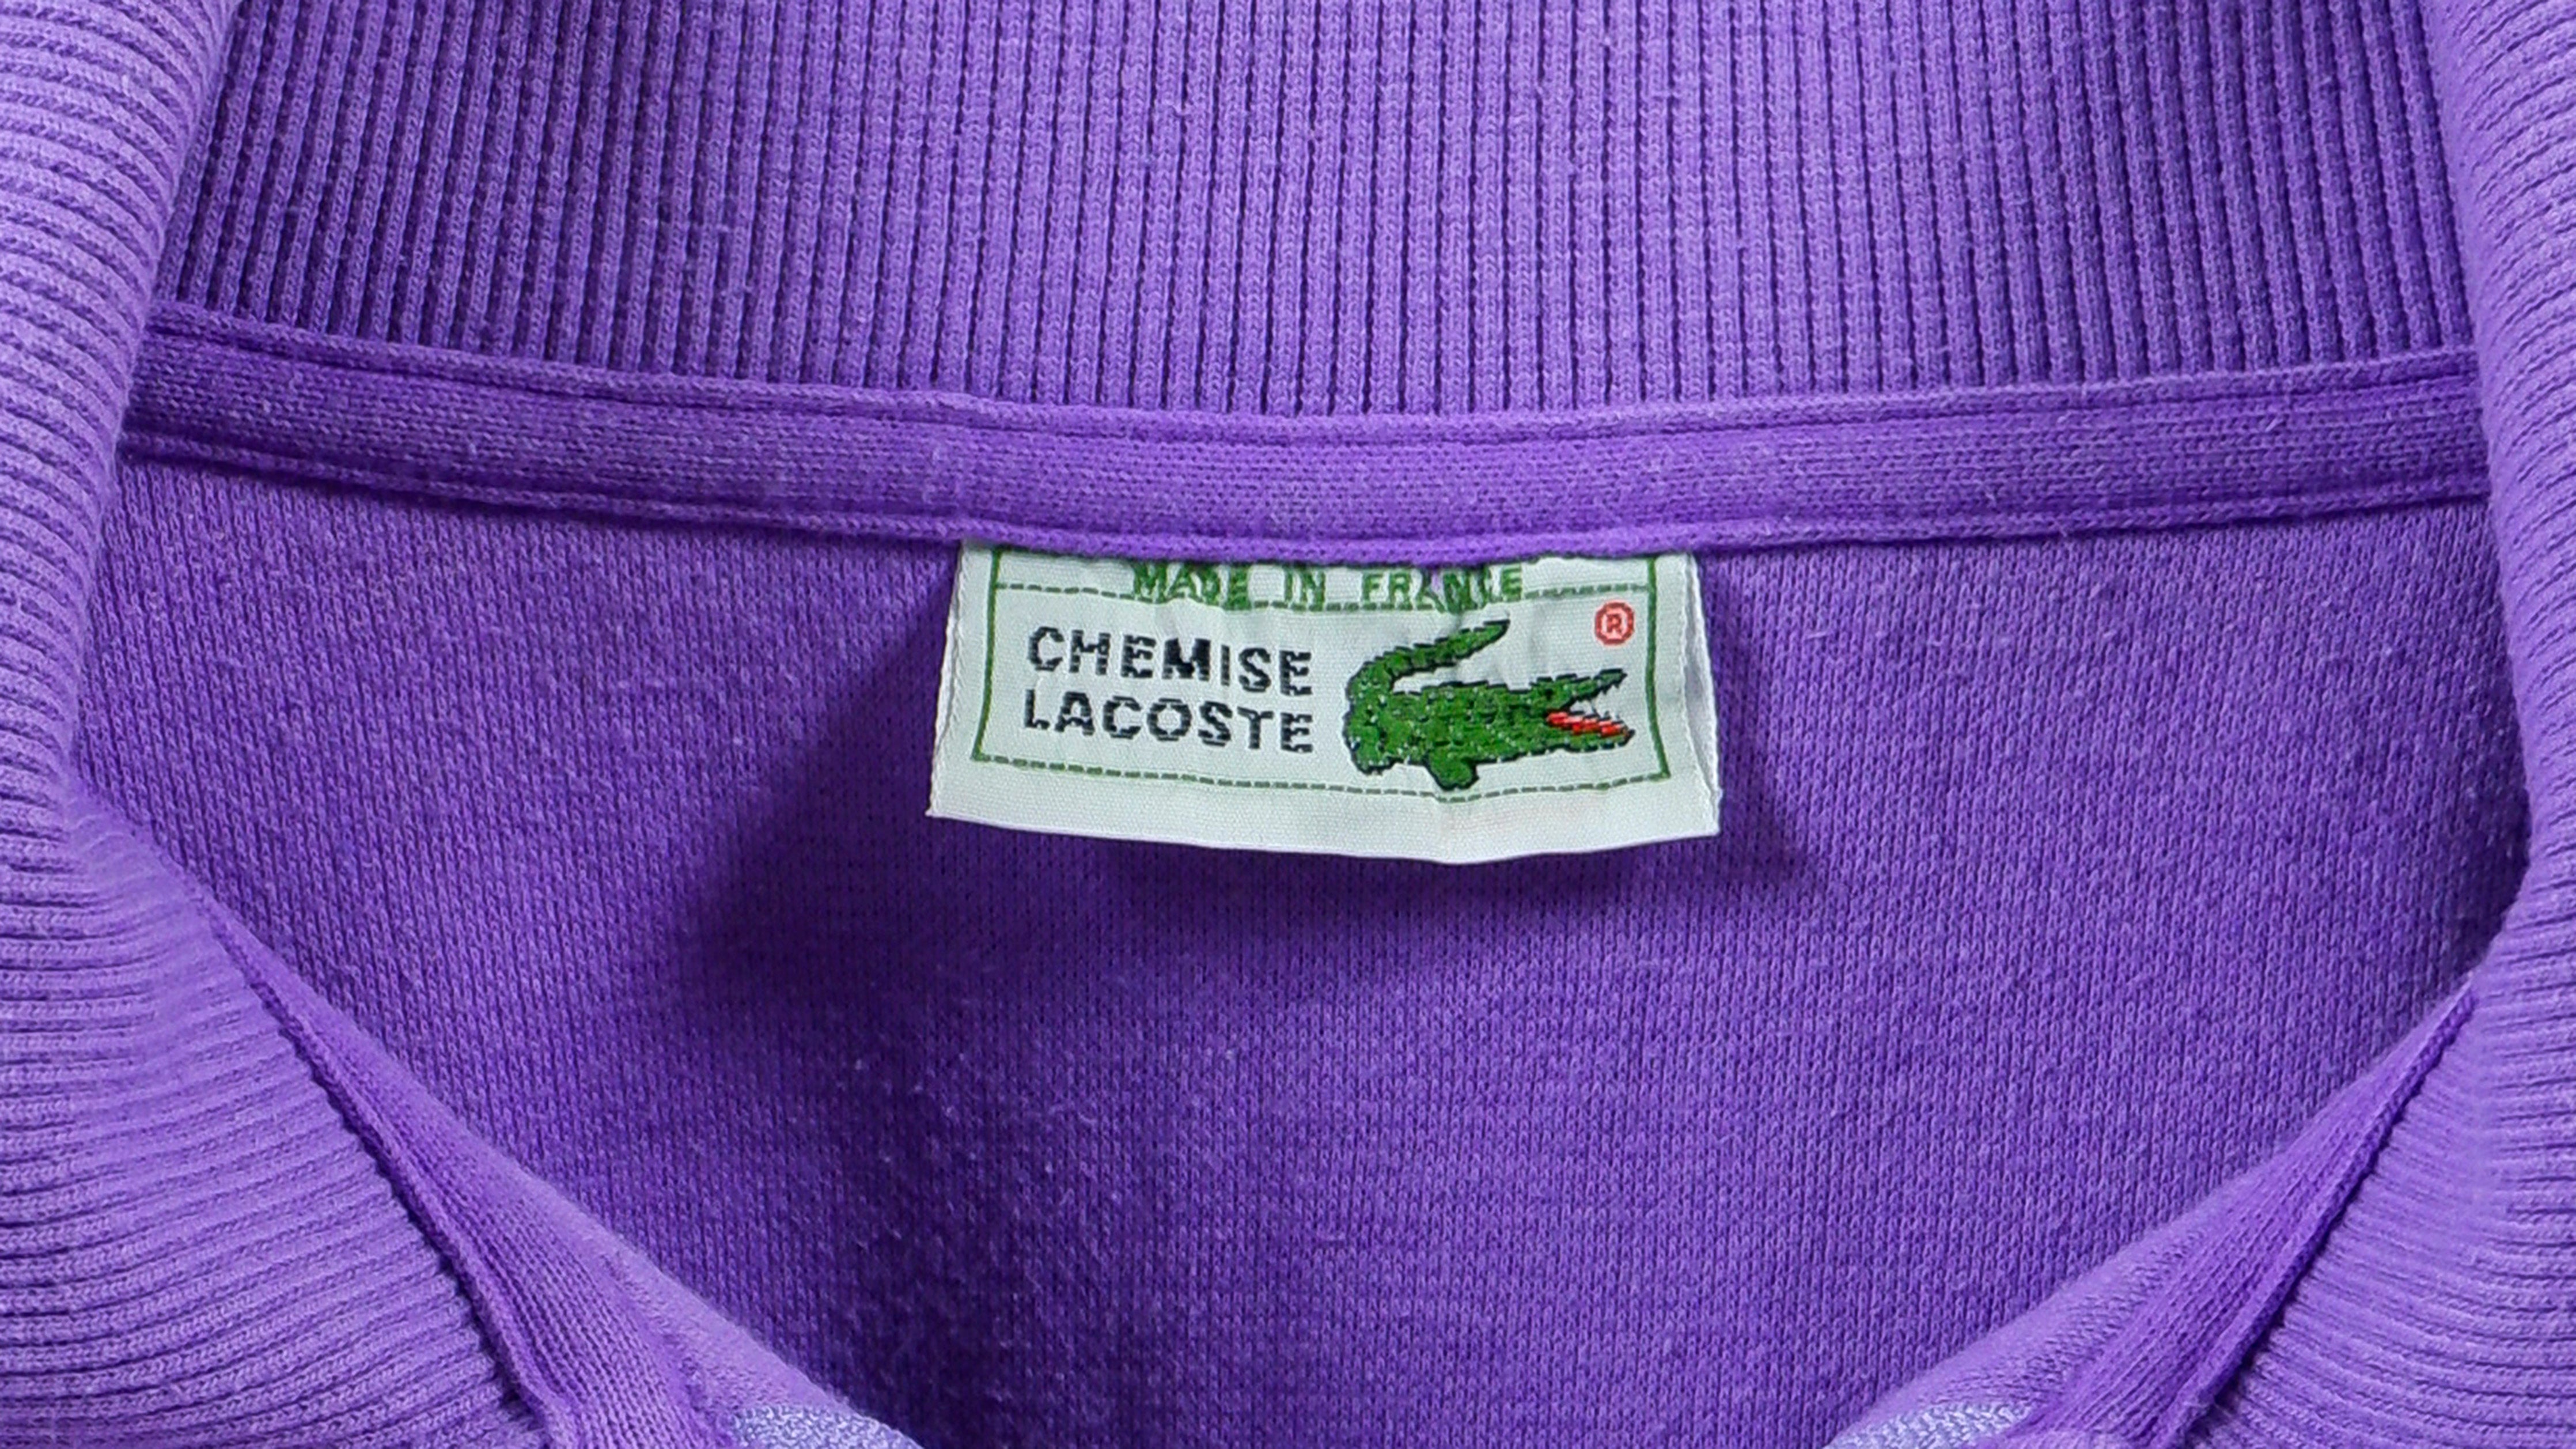 MADE IN FRANCE
CHEMISE
LACOSTE
®